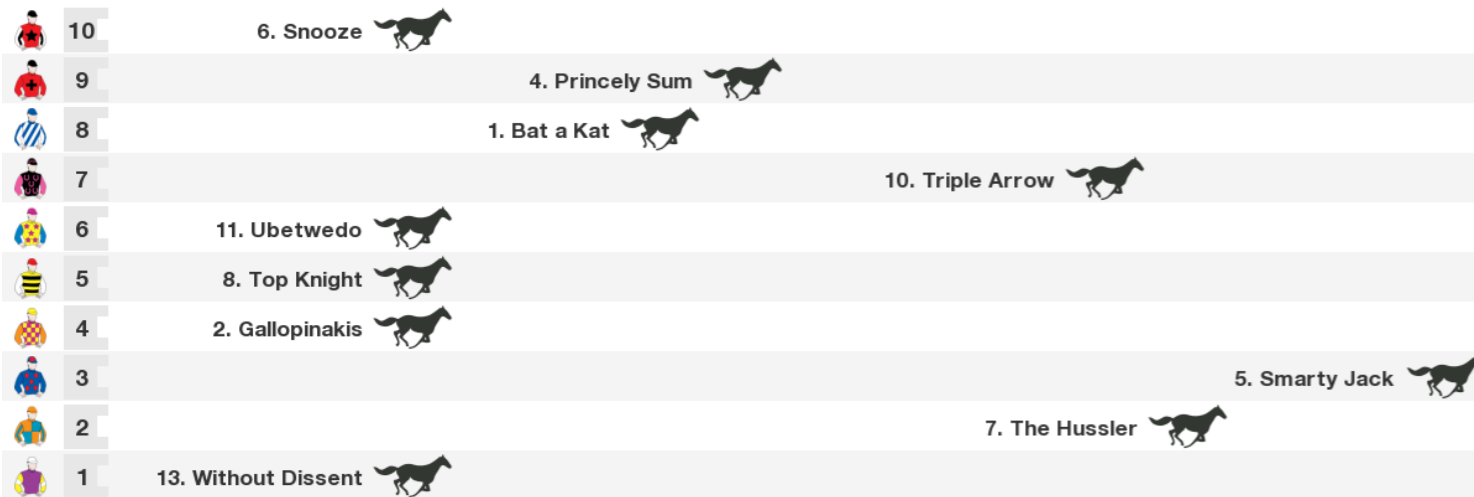 10 6. Snooze
9 4. Princely Sum
8 1. Bat a Kat
7 10. Triple Arrow
6 11. Ubetwedo
5 8. Top Knight
4 2. Gallopinakis
3 5. Smarty Jack
2 7. The Hussler
1 13. Without Dissent